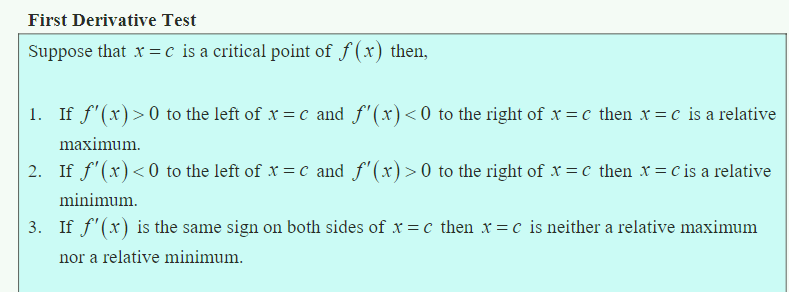 First Derivative Test
Suppose that x = c is a critical point of f(x) then,
1. If f′(x) > 0 to the left of x = c and f′(x) < 0 to the right of x = c then x = c is a relative
maximum.
2. If f′(x) < 0 to the left of x = c and f′(x) > 0 to the right of x = c then x = c is a relative
minimum.
3. If f′(x) is the same sign on both sides of x = c then x = c is neither a relative maximum
nor a relative minimum.